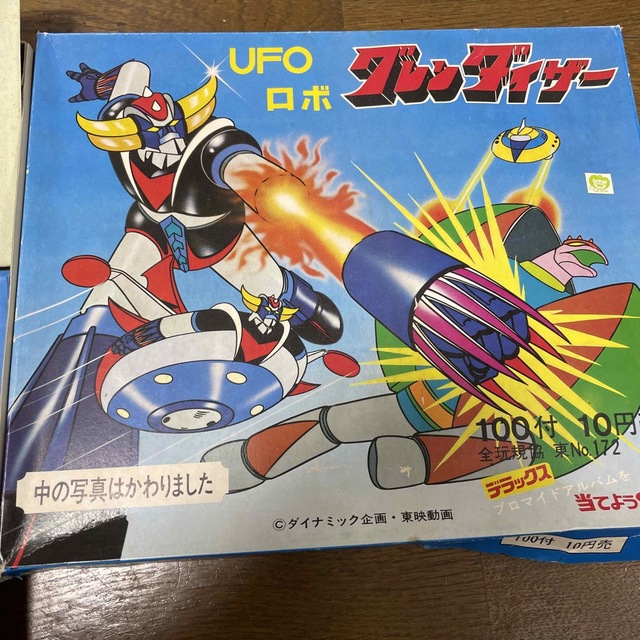 UFO
ロボ
グレンダイザー
100付 10円
全玩規協 東No.172
デラックス
ブロマイドアルバムを
当てよう
中の写真はかわりました
©ダイナミック企画・東映動画
100付 10円売